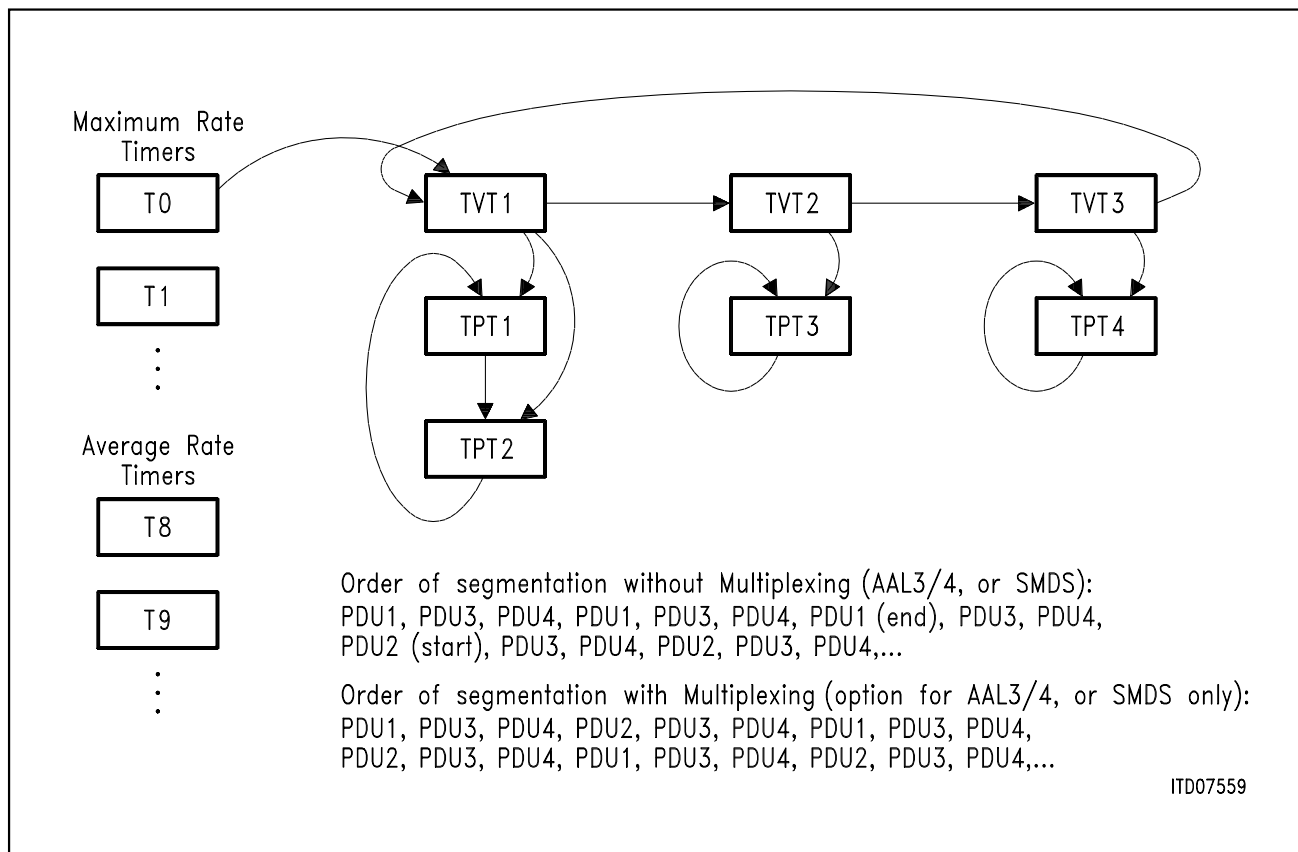 Maximum Rate
Timers
T0
TVT1
TVT2
TVT3
T1
TPT1
TPT3
TPT4
TPT2
Average Rate
Timers
T8
T9
Order of segmentation without Multiplexing (AAL3/4, or SMDS):
PDU1, PDU3, PDU4, PDU1, PDU3, PDU4, PDU1 (end), PDU3, PDU4,
PDU2 (start), PDU3, PDU4, PDU2, PDU3, PDU4,...
Order of segmentation with Multiplexing (option for AAL3/4, or SMDS only):
PDU1, PDU3, PDU4, PDU2, PDU3, PDU4, PDU1, PDU3, PDU4,
PDU2, PDU3, PDU4, PDU1, PDU3, PDU4, PDU2, PDU3, PDU4,...
ITD07559